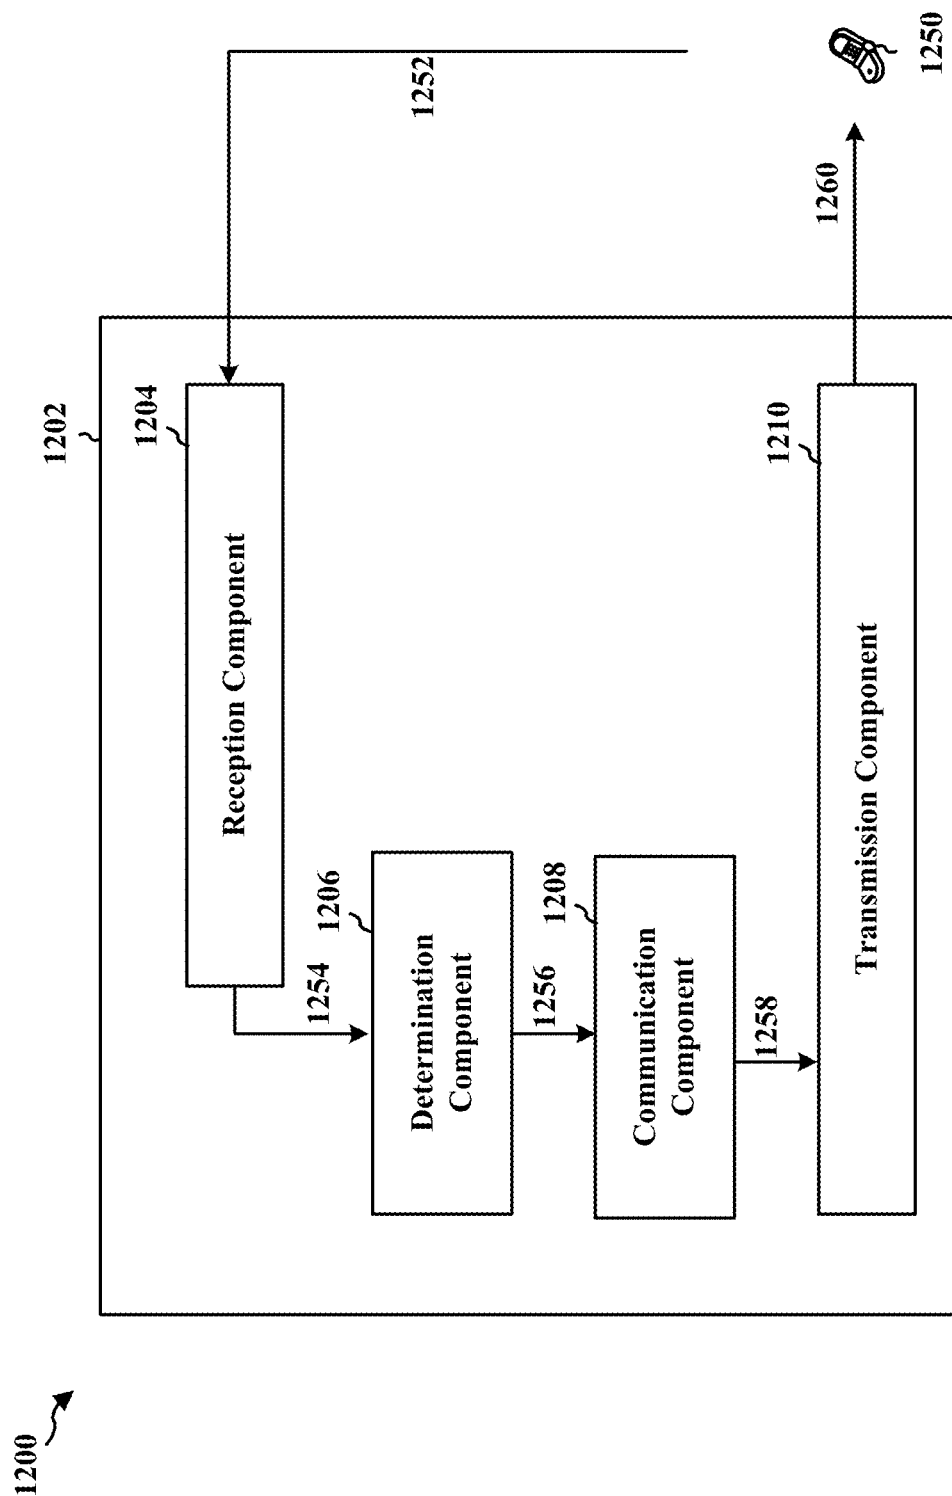 1200
1202
1204
Reception Component
1252
1254
1206
Determination
Component
1256
1208
Communication
Component
1258
1210
Transmission Component
1260
1250